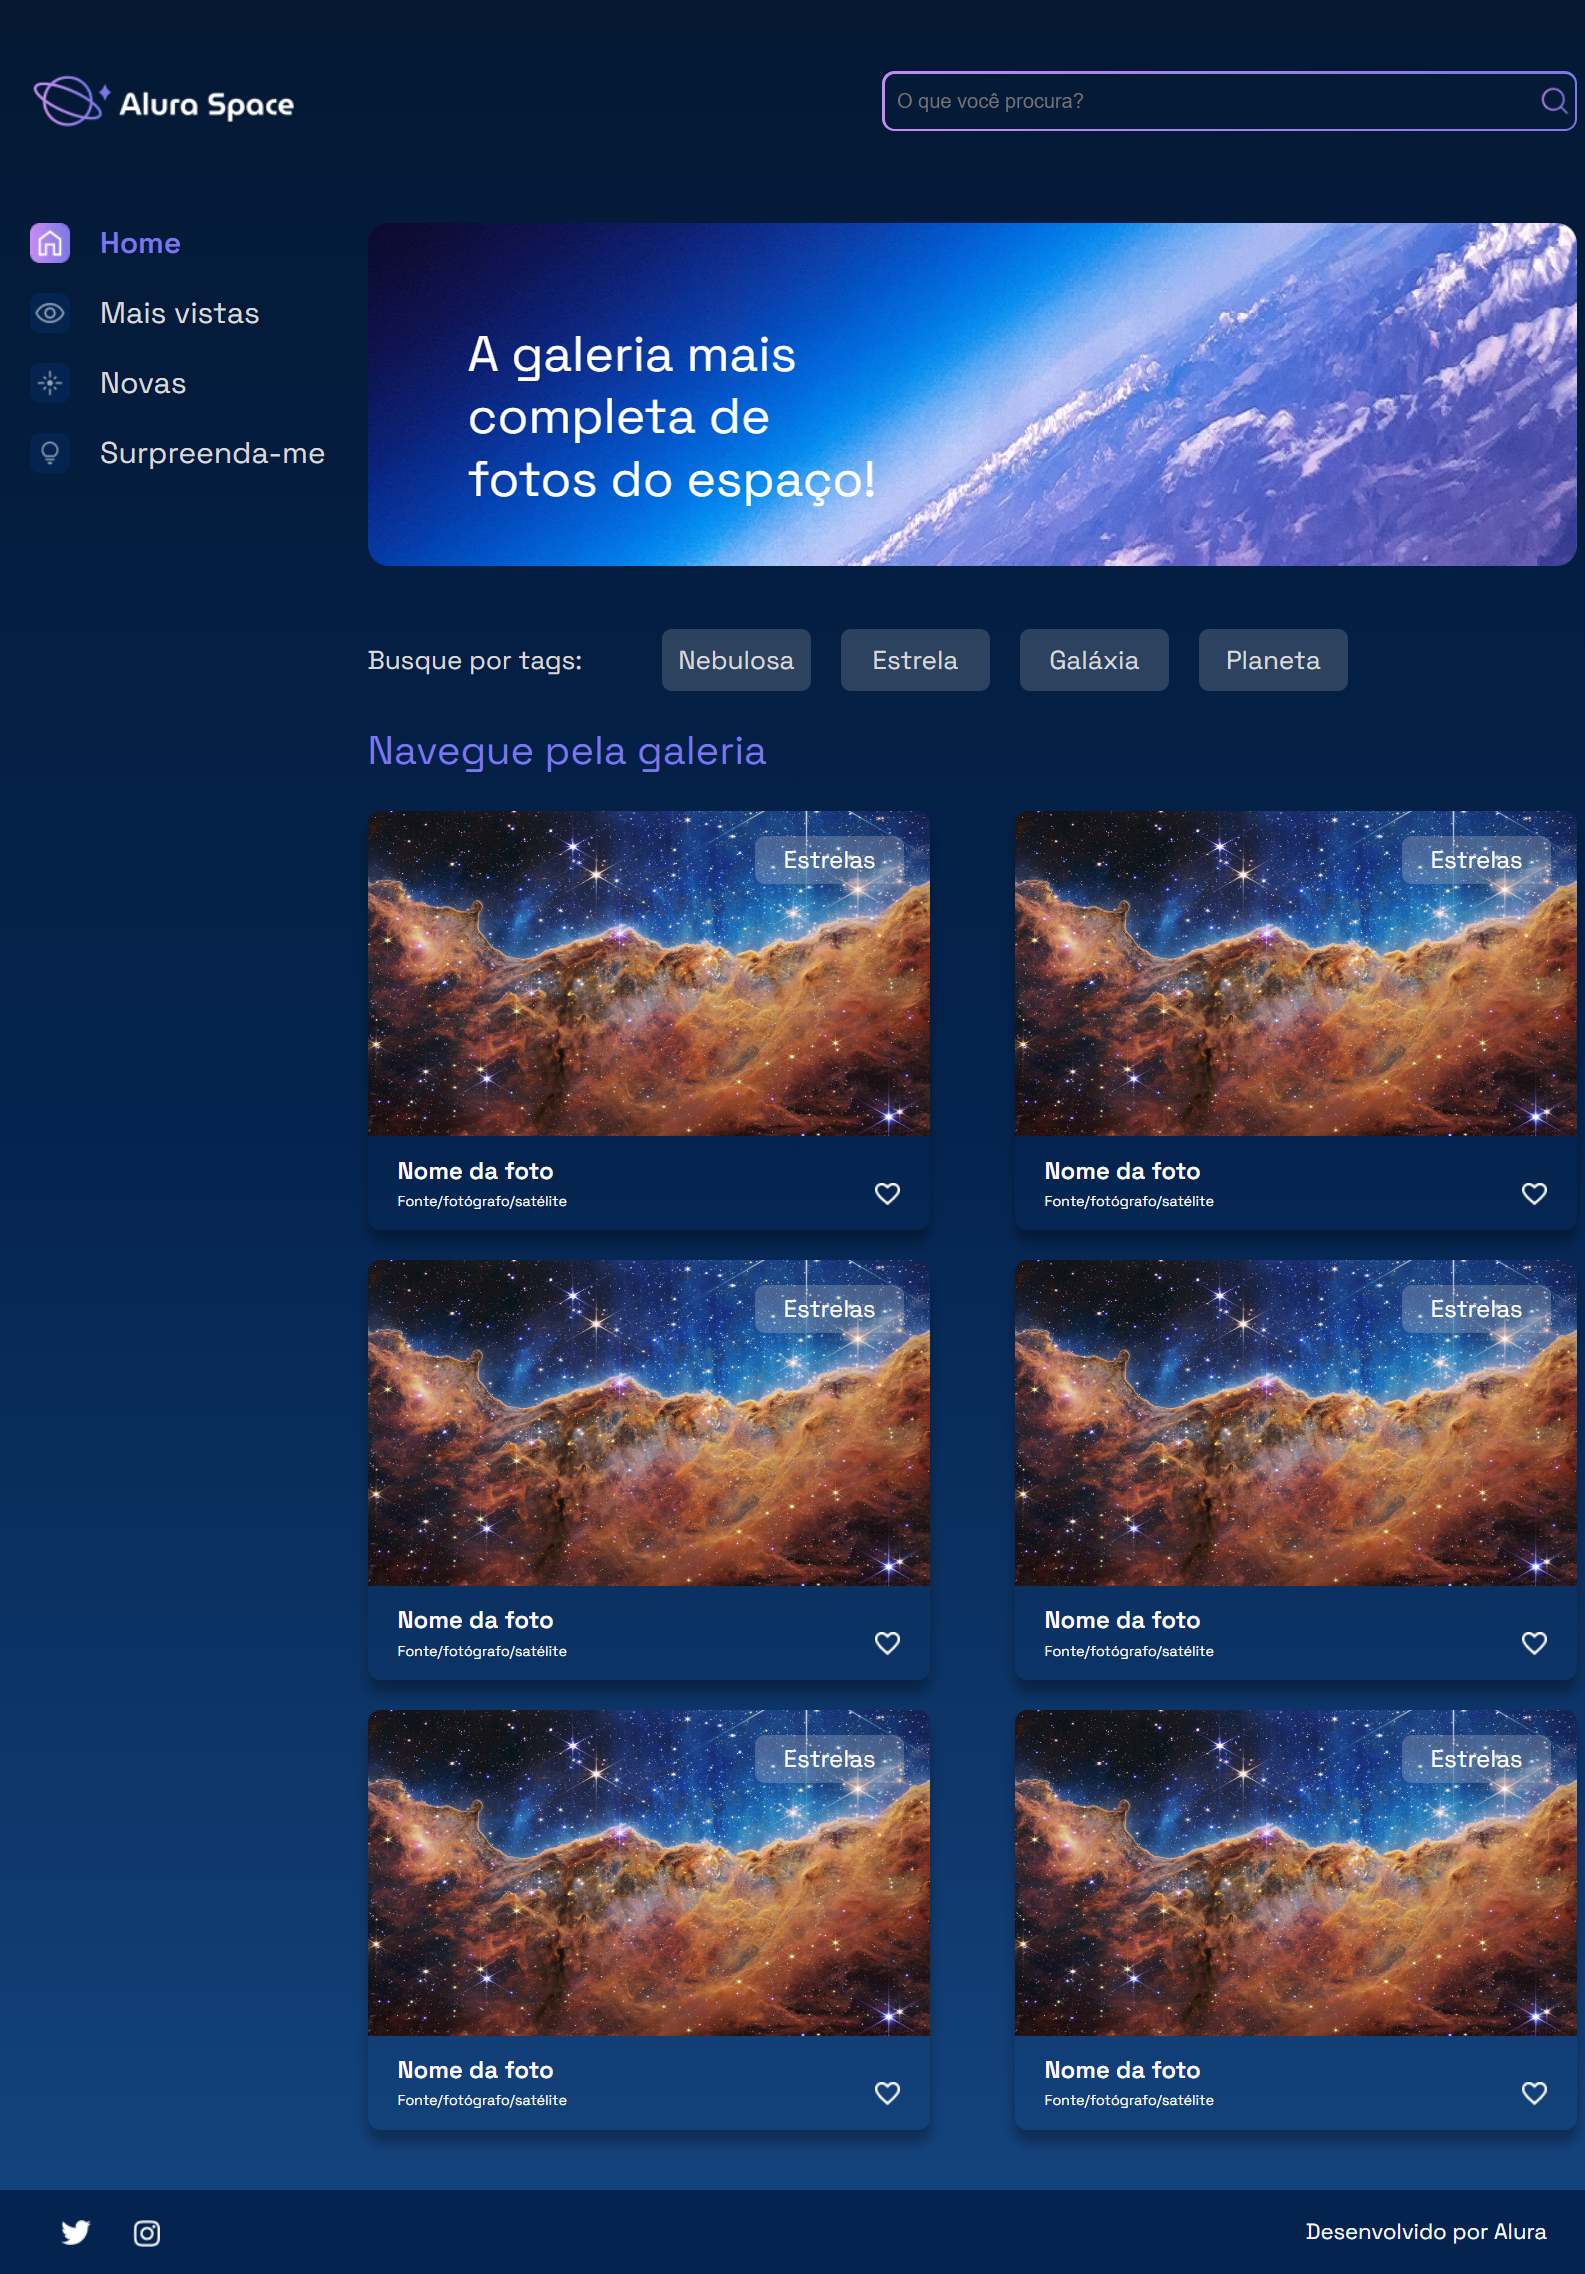 Alura Space
O que você procura?
Home
Mais vistas
Novas
Surpreenda-me
A galeria mais
completa de
fotos do espaço!
Busque por tags:
Nebulosa
Estrela
Galáxia
Planeta
Navegue pela galeria
Estrelas
Nome da foto
Fonte/fotógrafo/satélite
Estrelas
Nome da foto
Fonte/fotógrafo/satélite
Estrelas
Nome da foto
Fonte/fotógrafo/satélite
Estrelas
Nome da foto
Fonte/fotógrafo/satélite
Estrelas
Nome da foto
Fonte/fotógrafo/satélite
Estrelas
Nome da foto
Fonte/fotógrafo/satélite
Desenvolvido por Alura